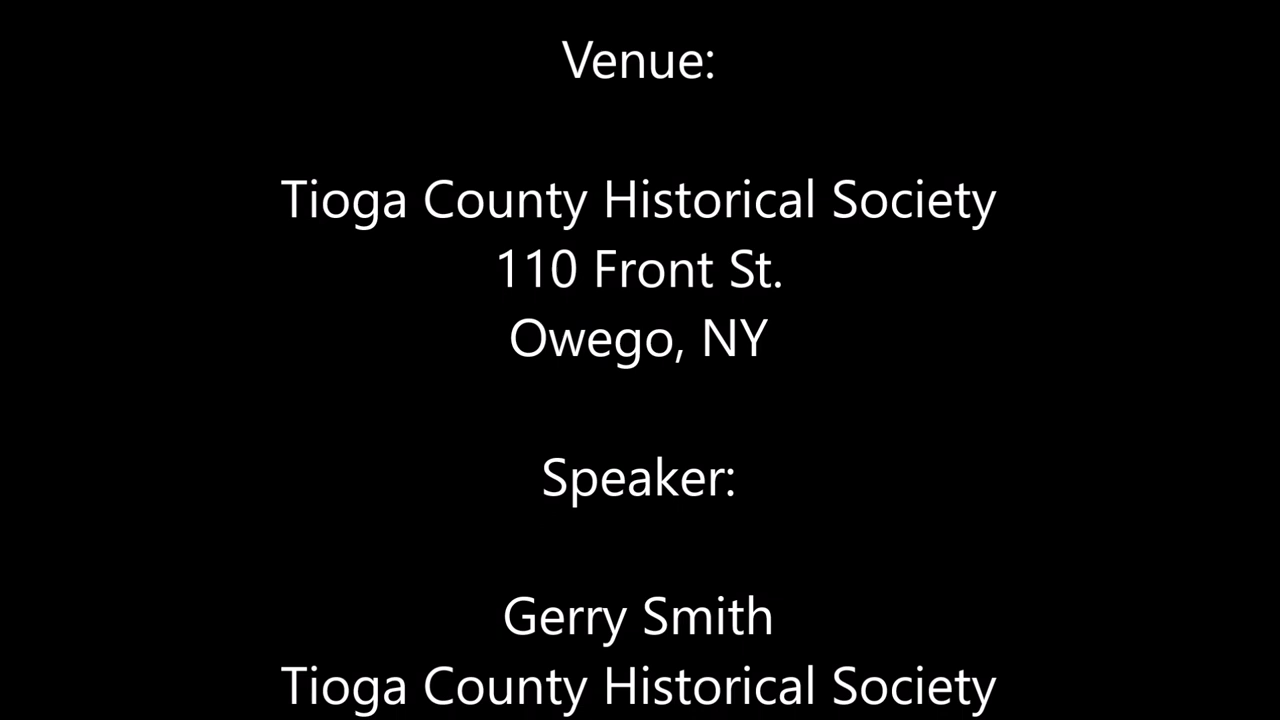 Venue:
Tioga County Historical Society
110 Front St.
Owego, NY
Speaker:
Gerry Smith
Tioga County Historical Society